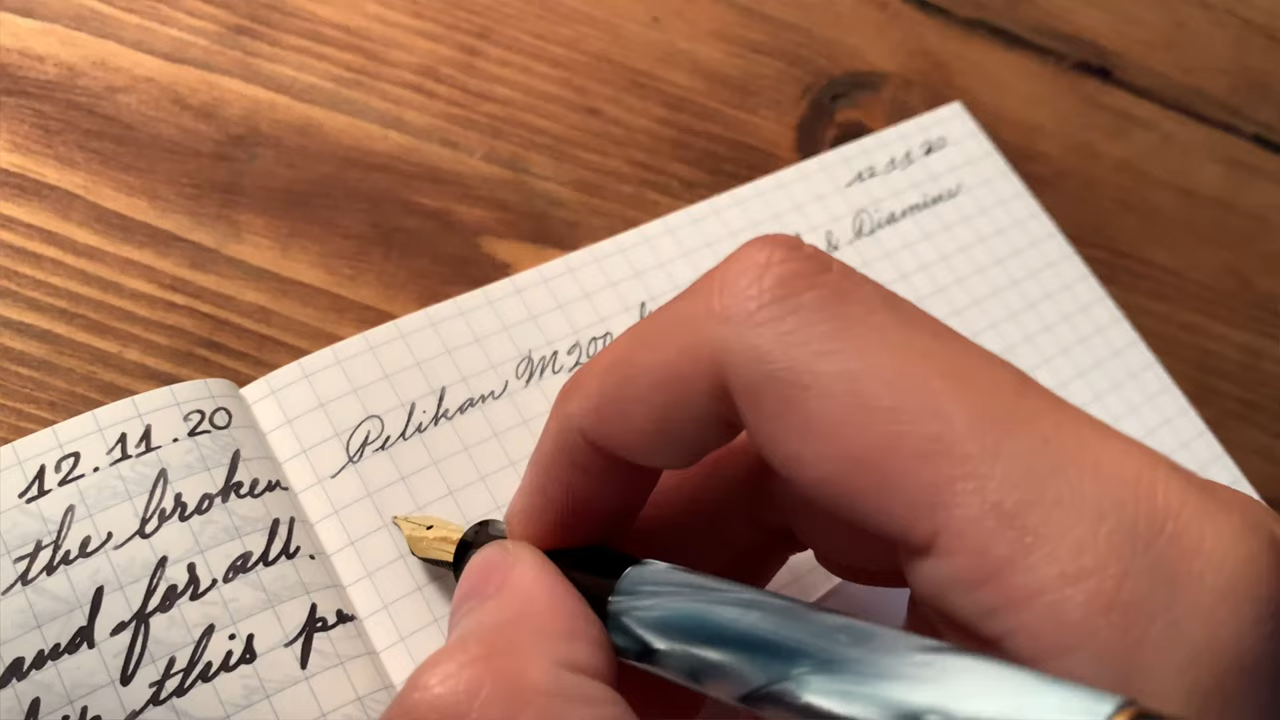 12.11.20
the broken
and for all.
this
12.11.20
Pelikan M200 & Diamine